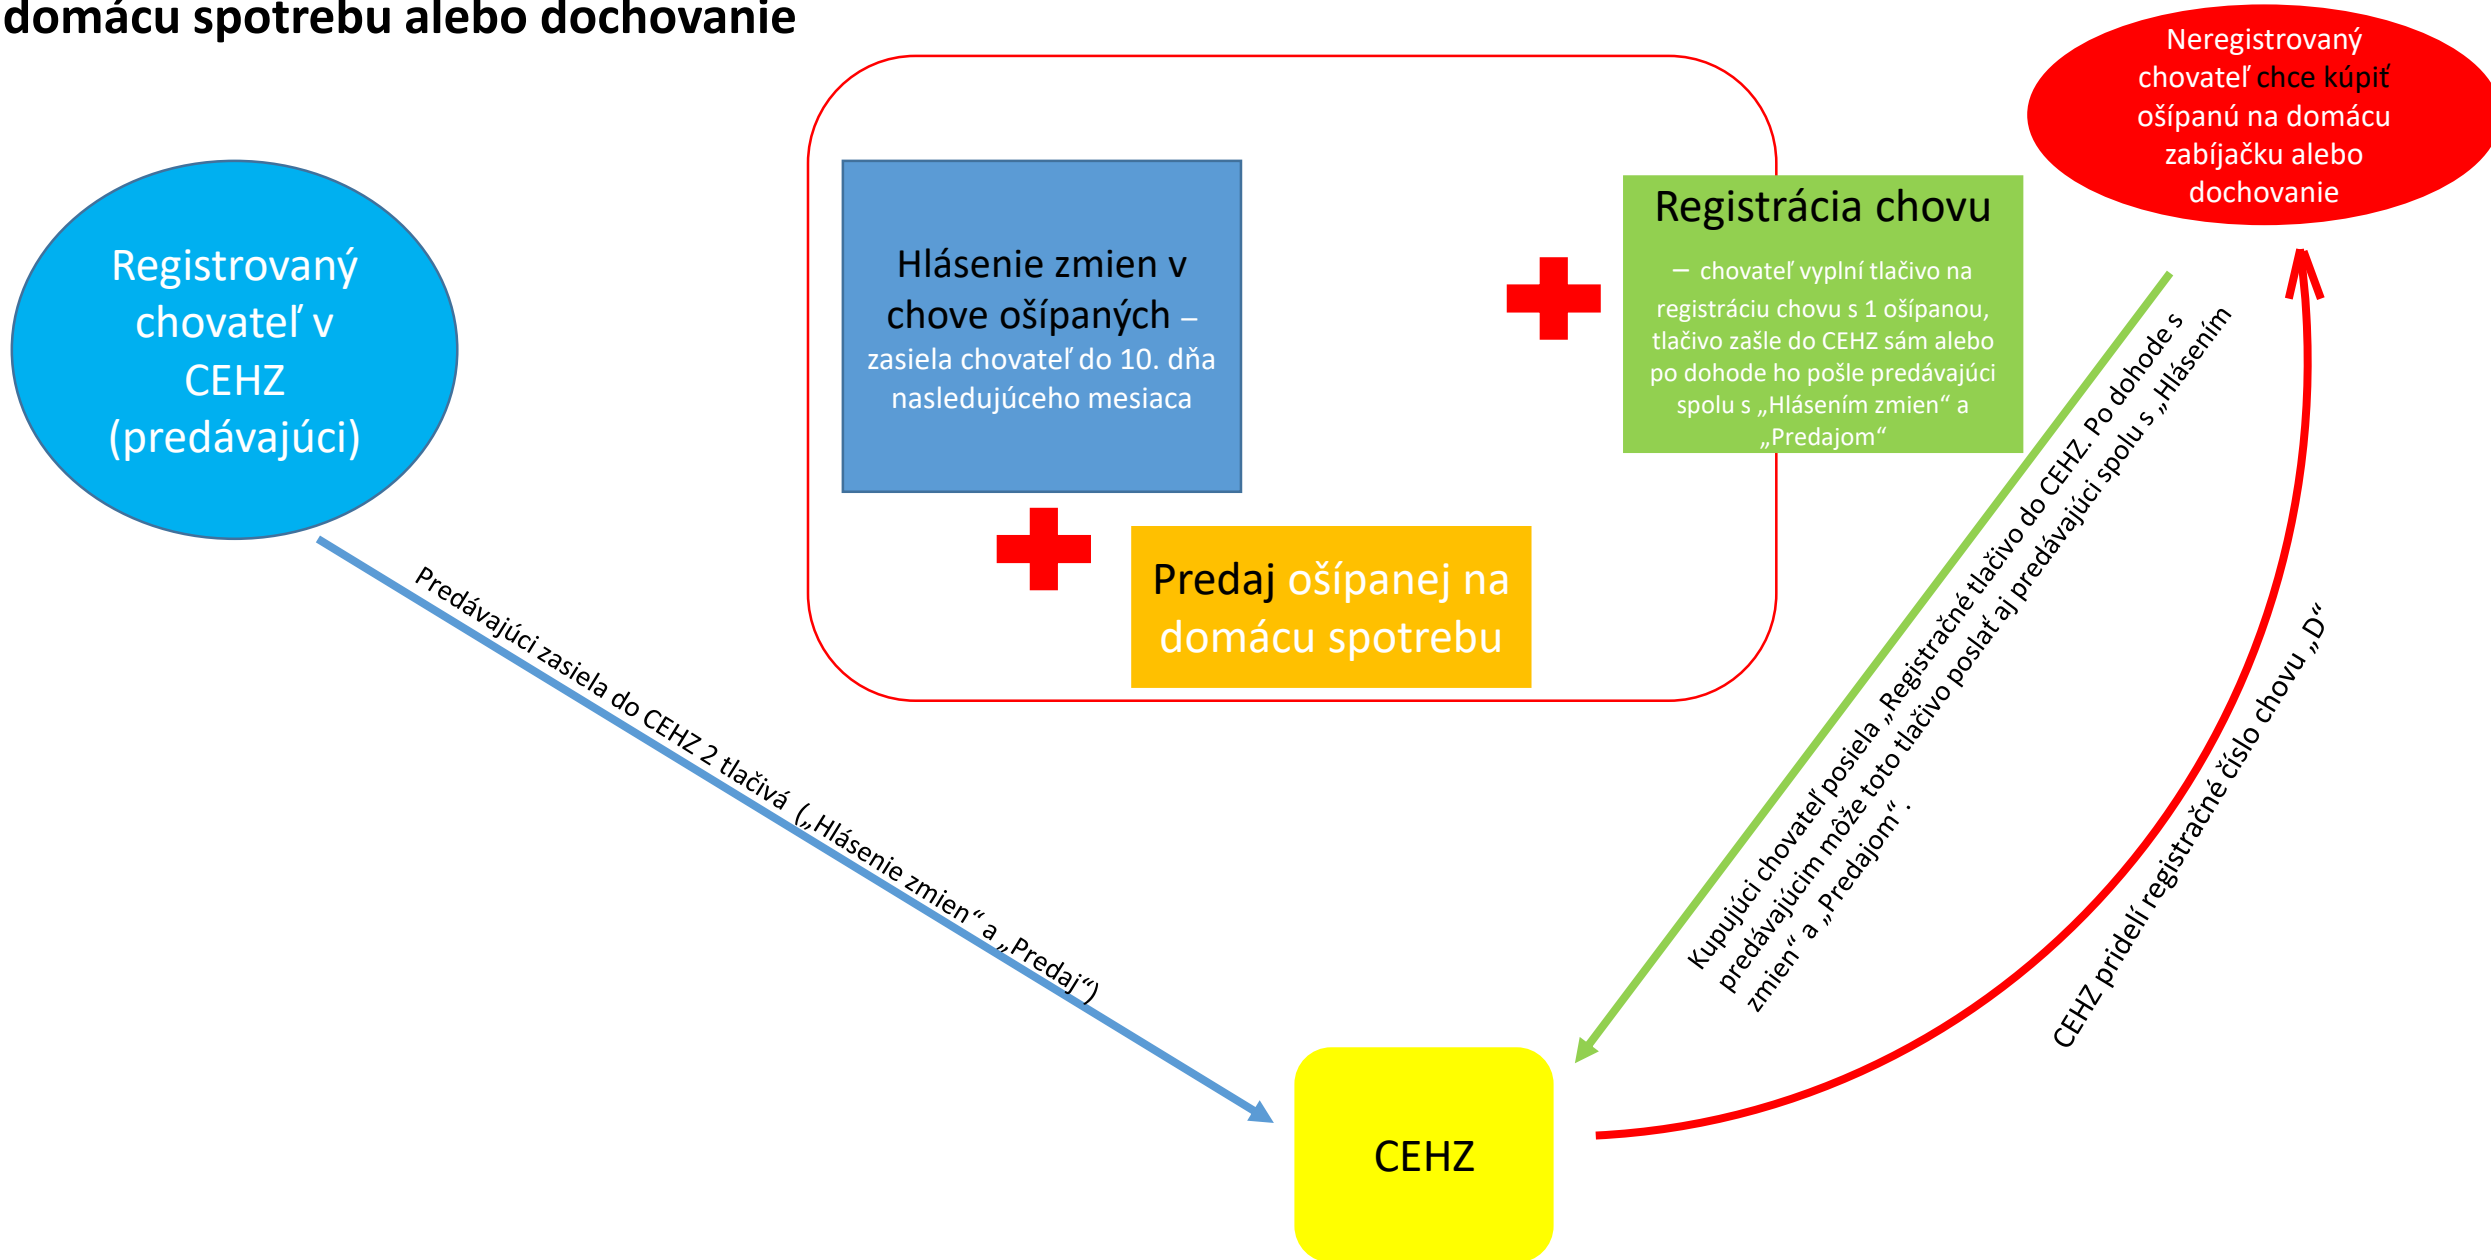 domácu spotrebu alebo dochovanie
Neregistrovaný
chovateľ chce kúpiť
ošípanú na domácu
zabíjačku alebo
dochovanie
Registrovaný
chovateľ v
CEHZ
(predávajúci)
Hlásenie zmien v
chove ošípaných –
zasiela chovateľ do 10. dňa
nasledujúceho mesiaca
Registrácia chovu
– chovateľ vyplní tlačivo na
registráciu chovu s 1 ošípanou,
tlačivo zašle do CEHZ sám alebo
po dohode ho pošle predávajúci
spolu s „Hlásením zmien“ a
„Predajom“
Predaj ošípanej na
domácu spotrebu
Predávajúci zasiela do CEHZ 2 tlačivá („Hlásenie zmien“ a „Predaj“)
Kupujúci chovateľ posiela „Registračné tlačivo do CEHZ. Po dohode s
predávajúcim môže toto tlačivo poslať aj predávajúci spolu s „Hlásením
zmien“ a „Predajom“.
CEHZ pridelí registračné číslo chovu „D“
CEHZ